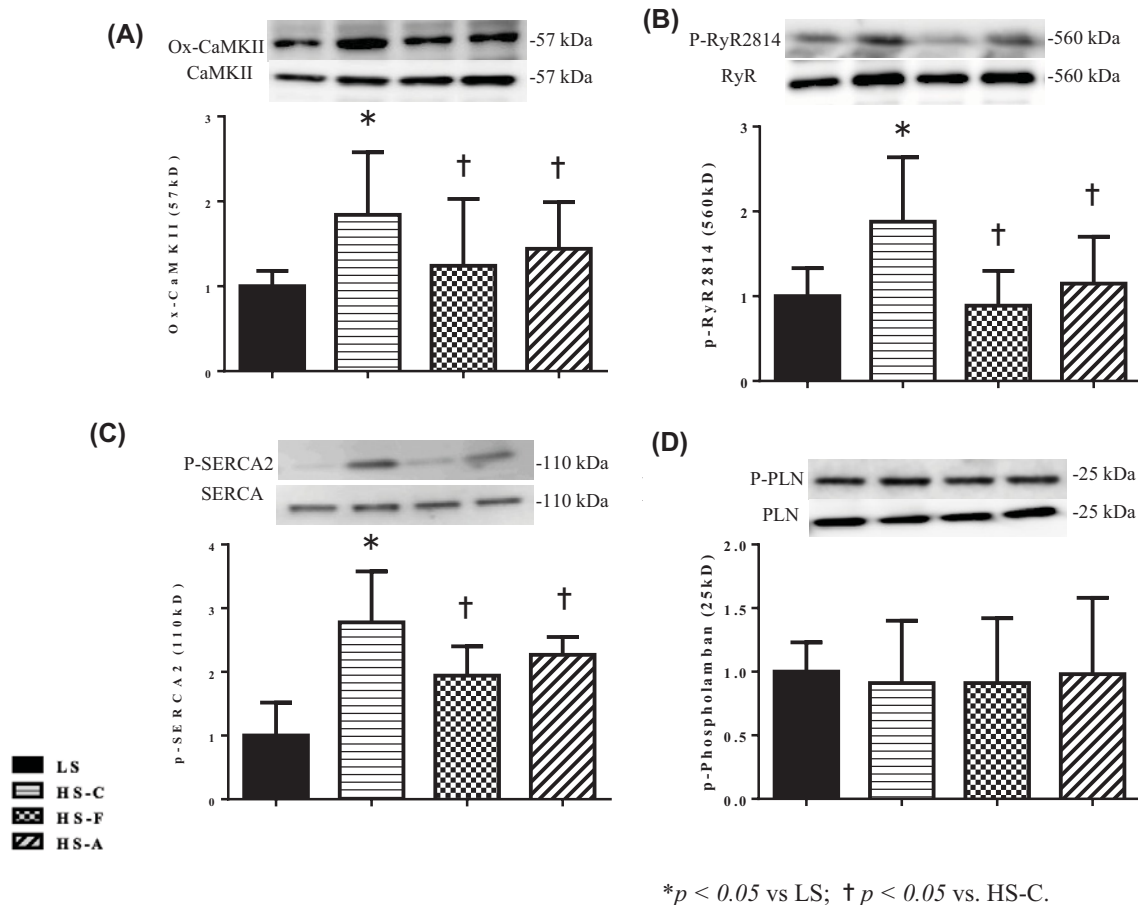 (A)
Ox-CaMKII
-57 kDa
CaMKII
-57 kDa
*
†
†
3
2
1
0
Ox-CaMKII (57kD)
(B)
P-RyR2814
-560 kDa
RyR
-560 kDa
*
†
†
3
2
1
0
p-RyR2814 (560kD)
(C)
P-SERCA2
-110 kDa
SERCA
-110 kDa
*
†
†
4
3
2
1
0
p-SERCA2 (110kD)
(D)
P-PLN
-25 kDa
PLN
-25 kDa
2.0
1.5
1.0
0.5
0.0
p-Phospholamban (25kD)
LS
HS-C
HS-F
HS-A
*p < 0.05 vs LS; † p < 0.05 vs. HS-C.